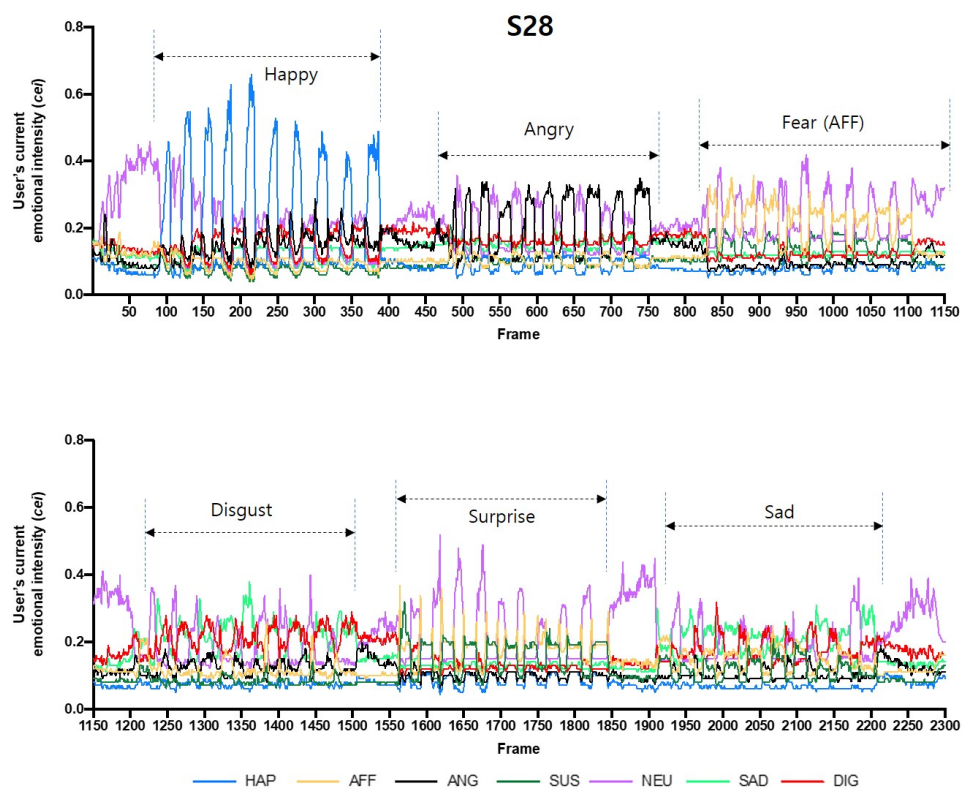 S28
User's current
emotional intensity (cei)
0.8
0.6
0.4
0.2
0.0
Happy
Angry
Fear (AFF)
50 100 150 200 250 300 350 400 450 500 550 600 650 700 750 800 850 900 950 1000 1050 1100 1150
Frame
User's current
emotional intensity (cei)
0.8
0.6
0.4
0.2
0.0
Disgust
Surprise
Sad
1150 1200 1250 1300 1350 1400 1450 1500 1550 1600 1650 1700 1750 1800 1850 1900 1950 2000 2050 2100 2150 2200 2250 2300
Frame
HAP AFF ANG SUS NEU SAD DIG